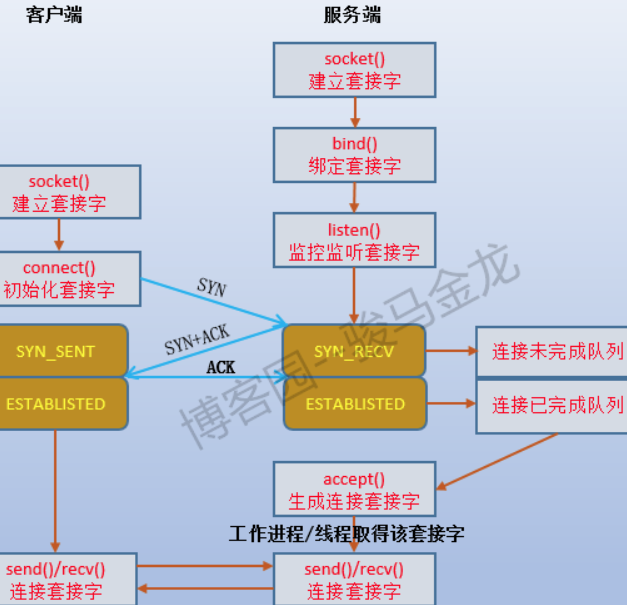 客户端
服务端
socket()
建立套接字
bind()
绑定套接字
socket()
建立套接字
listen()
监控监听套接字
connect()
初始化套接字
SYN
SYN+ACK
ACK
SYN_SENT
SYN_RECV
连接未完成队列
ESTABLISTED
ESTABLISTED
连接已完成队列
博客园--骏马金龙
accept()
生成连接套接字
工作进程/线程取得该套接字
send()/recv()
连接套接字
send()/recv()
连接套接字